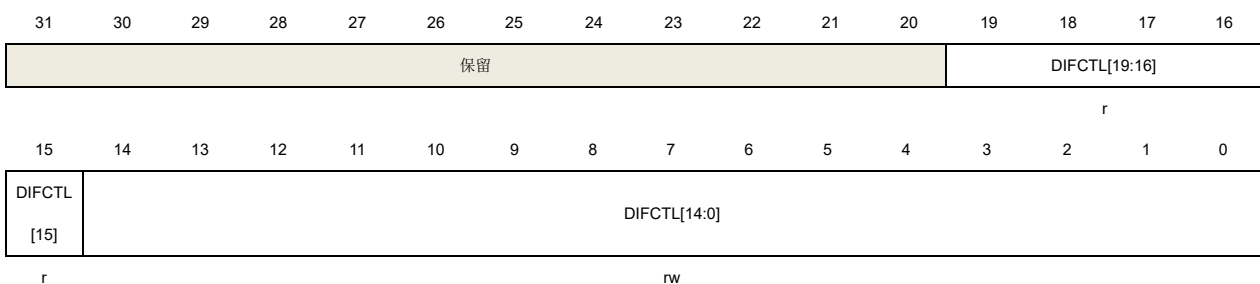 31 30 29 28 27 26 25 24 23 22 21 20 19 18 17 16
保留 DIFCTL[19:16]
r
15 14 13 12 11 10 9 8 7 6 5 4 3 2 1 0
DIFCTL
[15]
DIFCTL[14:0]
r rw